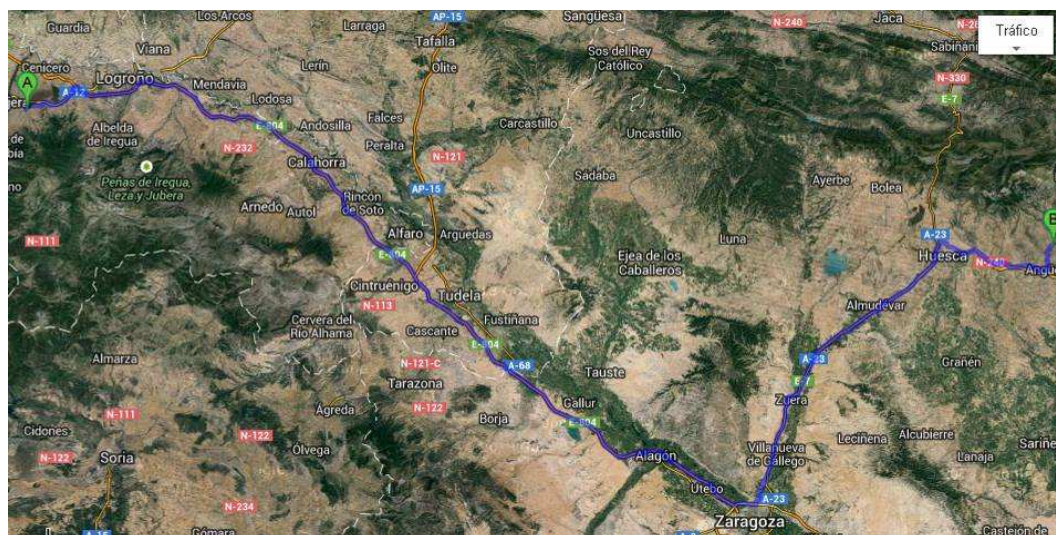 Guardia
Los Arcos
Larraga
AP-15
Sangüesa
N-240
Jaca
Tráfico
Viana
Tafalla
Cenicero
Logroño
Lerín
Olite
Sos del Rey
Católico
N-330
E-7
A
A-12
Mendavia
Lodosa
Albelda
de Iregua
E-804
Andosilla
Falces
Carcastillo
Uncastillo
N-232
Peralta
N-121
Peñas de Iregua,
Leza y Jubera
Calahorra
Sádaba
Ayerbe
Bolea
AP-15
Arnedo
Autol
Rincón
de Soto
N-111
Alfaro
Arguedas
Luna
A-23
E-804
Ejea de los
Caballeros
Huesca
N-240
Cintruenigo
Tudela
N-113
Almudévar
Cervera del
Río Alhama
Cascante
Fustiñana
E-804
Almarza
N-121-C
A-68
Tauste
A-23
Grañén
Tarazona
E-7
N-111
Ágreda
N-122
Borja
Gallur
E-804
Zuera
Cidones
N-122
Ólvega
Villanueva
de Gállego
Leciñena
Alcubierre
N-122
Soria
Alagón
Lanaja
N-234
Utebo
A-23
Zaragoza
A-15
Gómara
Castejón de